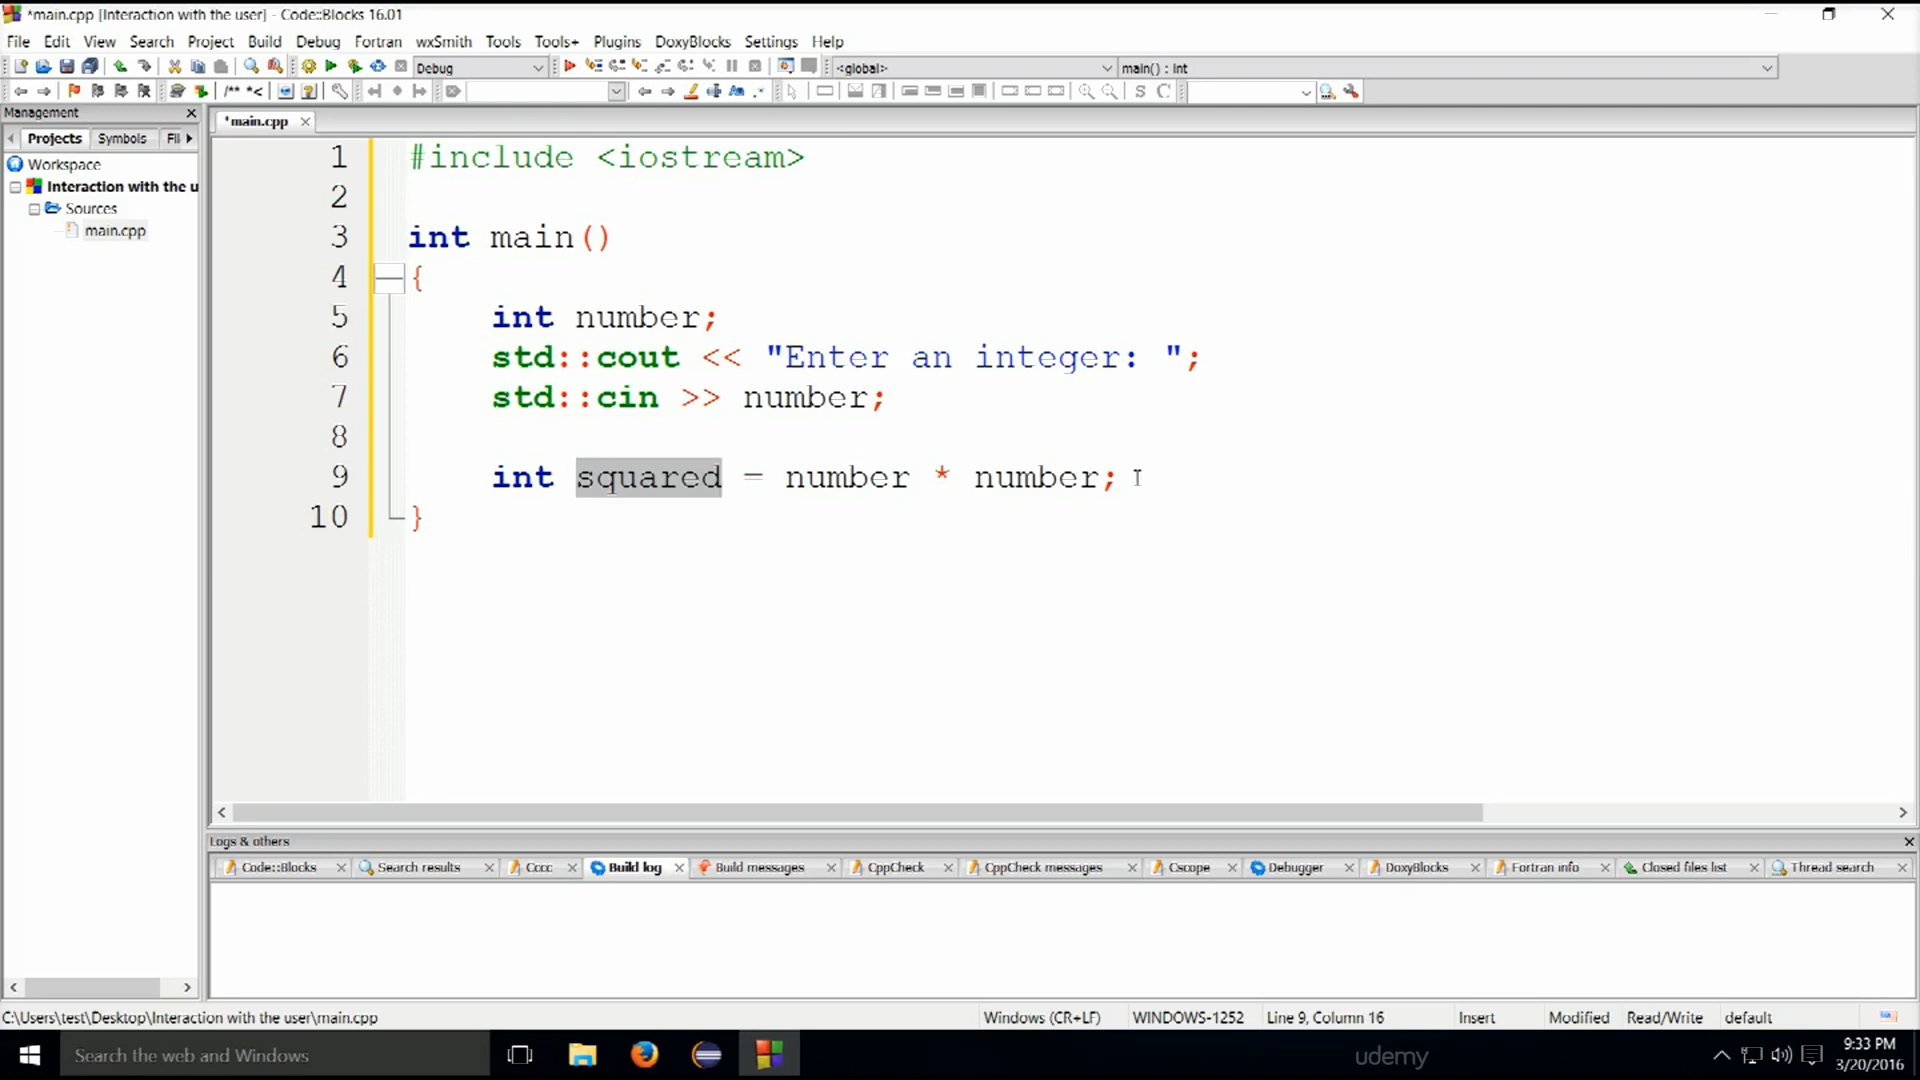 *main.cpp [Interaction with the user] - Code::Blocks 16.01
File Edit View Search Project Build Debug Fortran wxSmith Tools Tools+ Plugins DoxyBlocks Settings Help
Debug <global> main() : int
/** *< S C
Management
Projects Symbols Fil
*main.cpp
Workspace
Interaction with the u
Sources
main.cpp
1 #include <iostream>
2
3 int main()
4 {
5 int number;
6 std::cout << "Enter an integer: ";
7 std::cin >> number;
8
9 int squared = number * number;
10 }
Logs & others
Code::Blocks Search results Cccc Build log Build messages CppCheck CppCheck messages Cscope Debugger DoxyBlocks Fortran info Closed files list Thread search
C:\Users\test\Desktop\Interaction with the user\main.cpp Windows (CR+LF) WINDOWS-1252 Line 9, Column 16 Insert Modified Read/Write default
Search the web and Windows
udemy
9:33 PM
3/20/2016